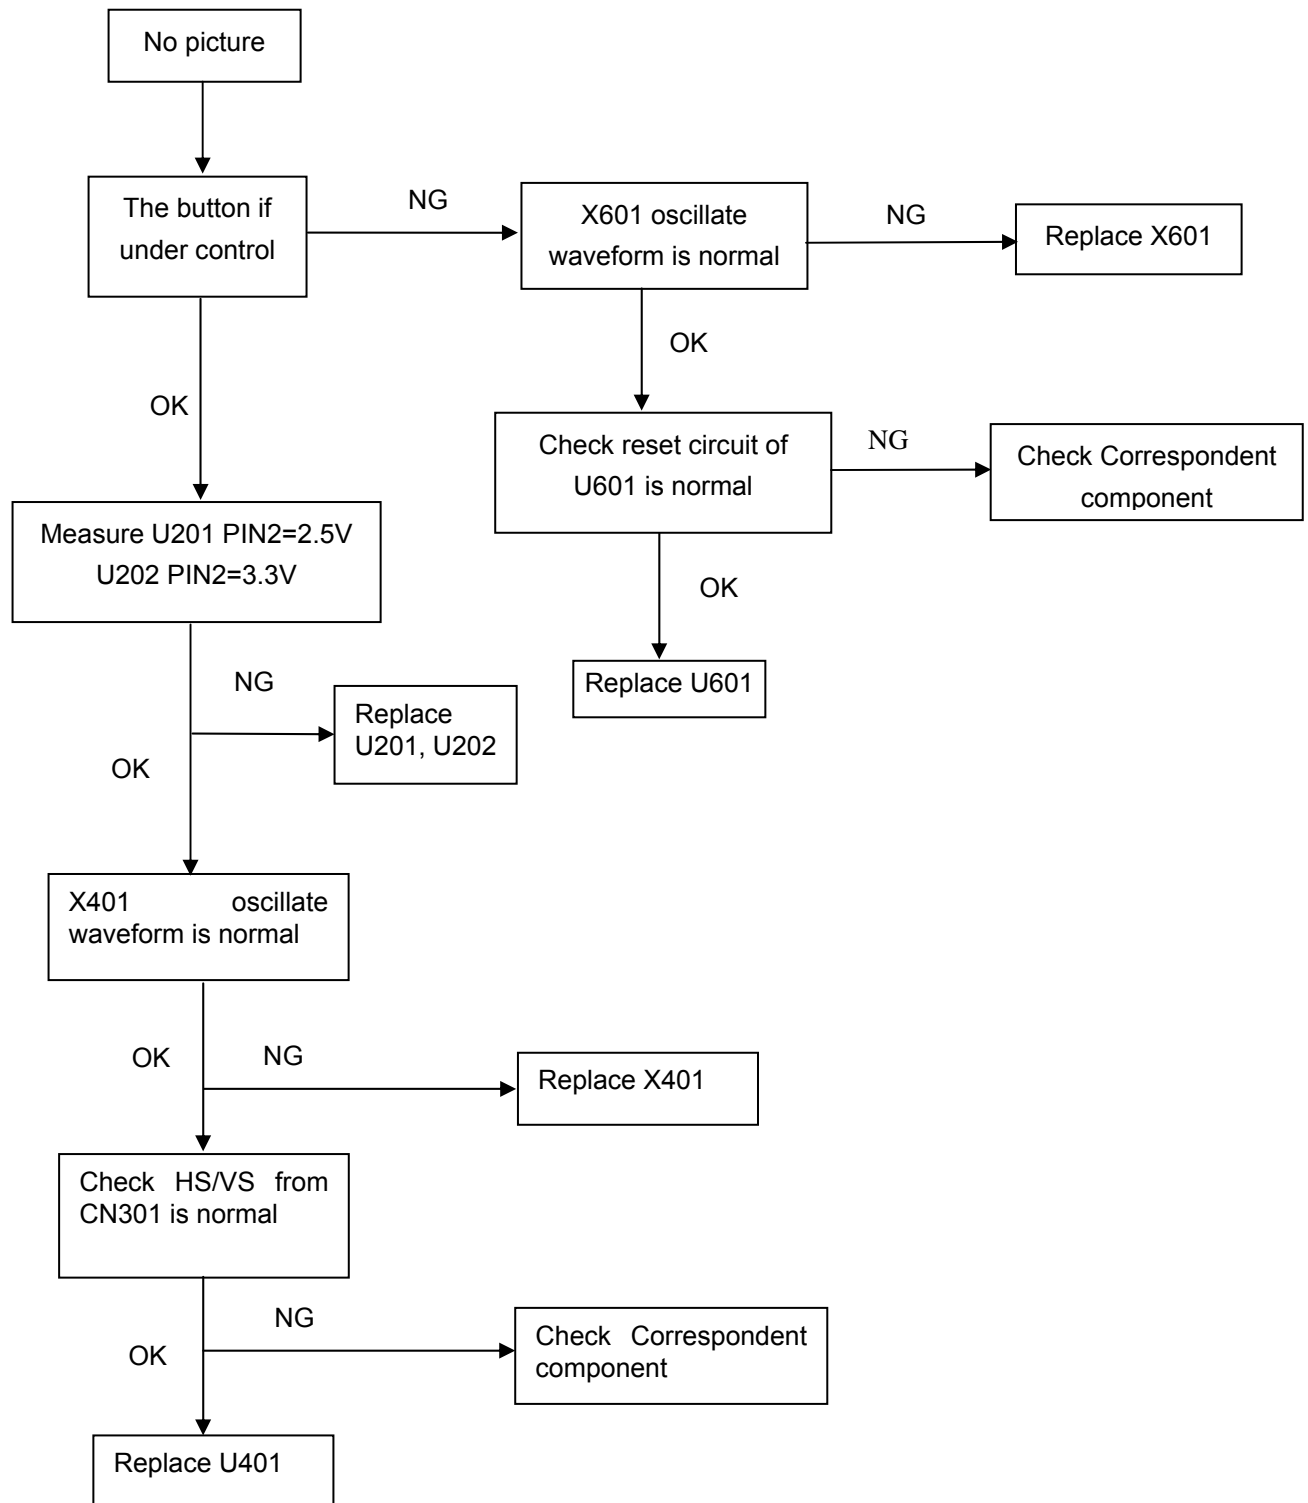 No picture
The button if
under control
NG
X601 oscillate
waveform is normal
NG
Replace X601
OK
OK
Check reset circuit of
U601 is normal
NG
Check Correspondent
component
Measure U201 PIN2=2.5V
U202 PIN2=3.3V
OK
Replace U601
NG
Replace
U201, U202
OK
X401 oscillate
waveform is normal
OK
NG
Replace X401
Check HS/VS from
CN301 is normal
NG
OK
Check Correspondent
component
Replace U401